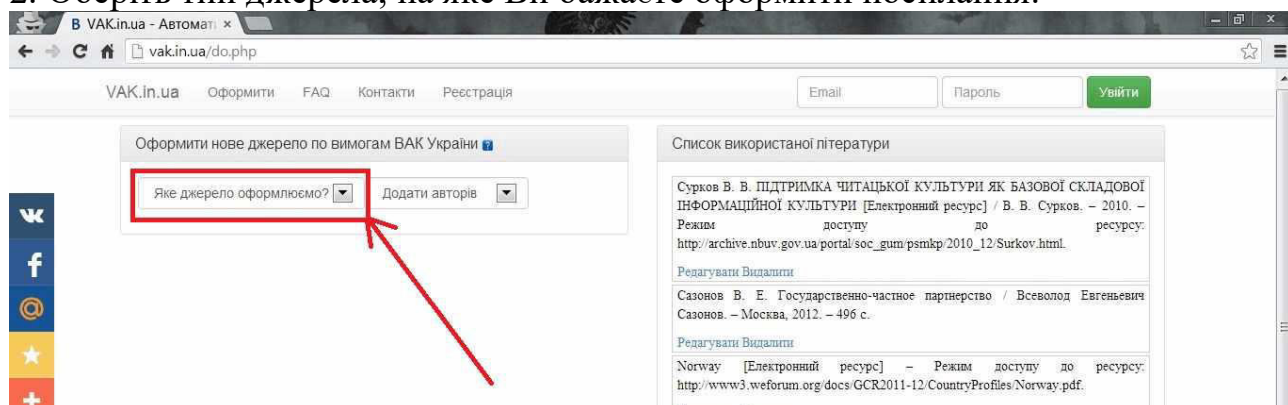 2. Оберіть тип джерела, на яке Ви бажаєте оформити посилання.
B VAK.in.ua - Автомат ×
vak.in.ua/do.php
VAK.in.ua Оформити FAQ Контакти Реєстрація Email Пароль Увійти
Оформити нове джерело по вимогам ВАК України ?
Яке джерело оформлюємо? Додати авторів
Список використаної літератури
Сурков В. В. ПІДТРИМКА ЧИТАЦЬКОЇ КУЛЬТУРИ ЯК БАЗОВОЇ СКЛАДОВОЇ
ІНФОРМАЦІЙНОЇ КУЛЬТУРИ [Електронний ресурс] / В. В. Сурков. – 2010. –
Режим доступу до ресурсу:
http://archive.nbuv.gov.ua/portal/soc_gum/psmkp/2010_12/Surkov.html.
Редагувати Видалити
Сазонов В. Е. Государственно-частное партнерство / Всеволод Евгеньевич
Сазонов. – Москва, 2012. – 496 с.
Редагувати Видалити
Norway [Електронний ресурс] – Режим доступу до ресурсу:
http://www3.weforum.org/docs/GCR2011-12/CountryProfiles/Norway.pdf.